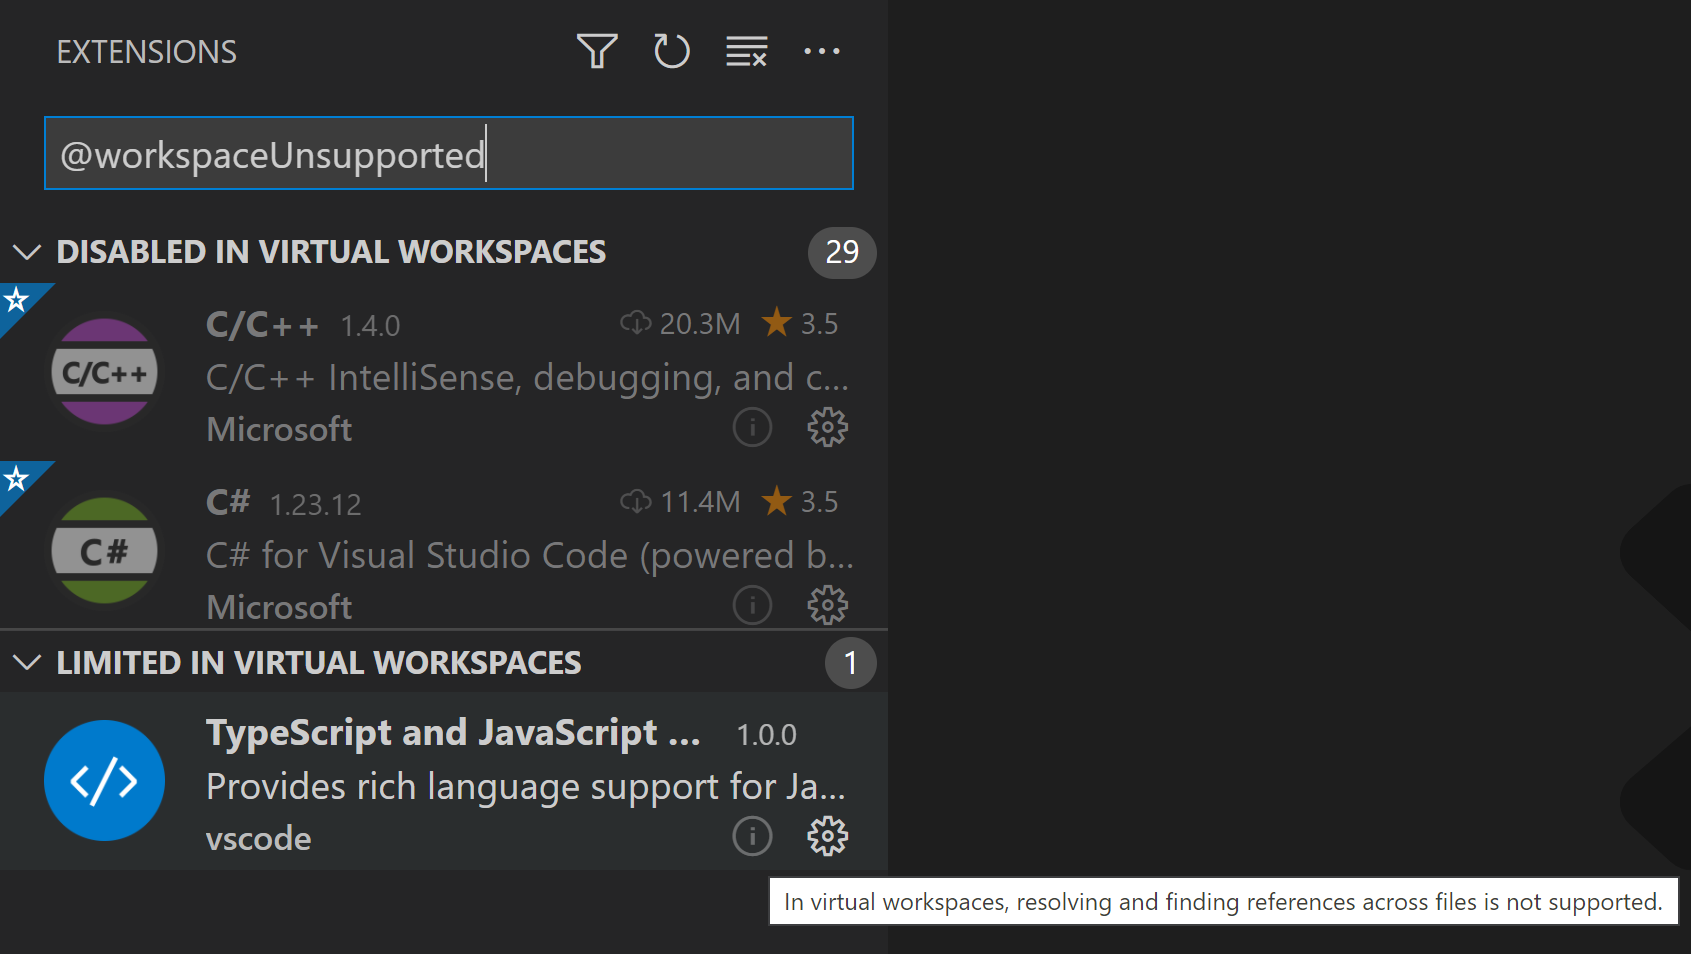 EXTENSIONS
@workspaceUnsupported
DISABLED IN VIRTUAL WORKSPACES 29
C/C++ 1.4.0 20.3M 3.5
C/C++
C/C++ IntelliSense, debugging, and c...
Microsoft
C# 1.23.12 11.4M 3.5
C#
C# for Visual Studio Code (powered b...
Microsoft
LIMITED IN VIRTUAL WORKSPACES 1
TypeScript and JavaScript ... 1.0.0
Provides rich language support for Ja...
vscode
In virtual workspaces, resolving and finding references across files is not supported.